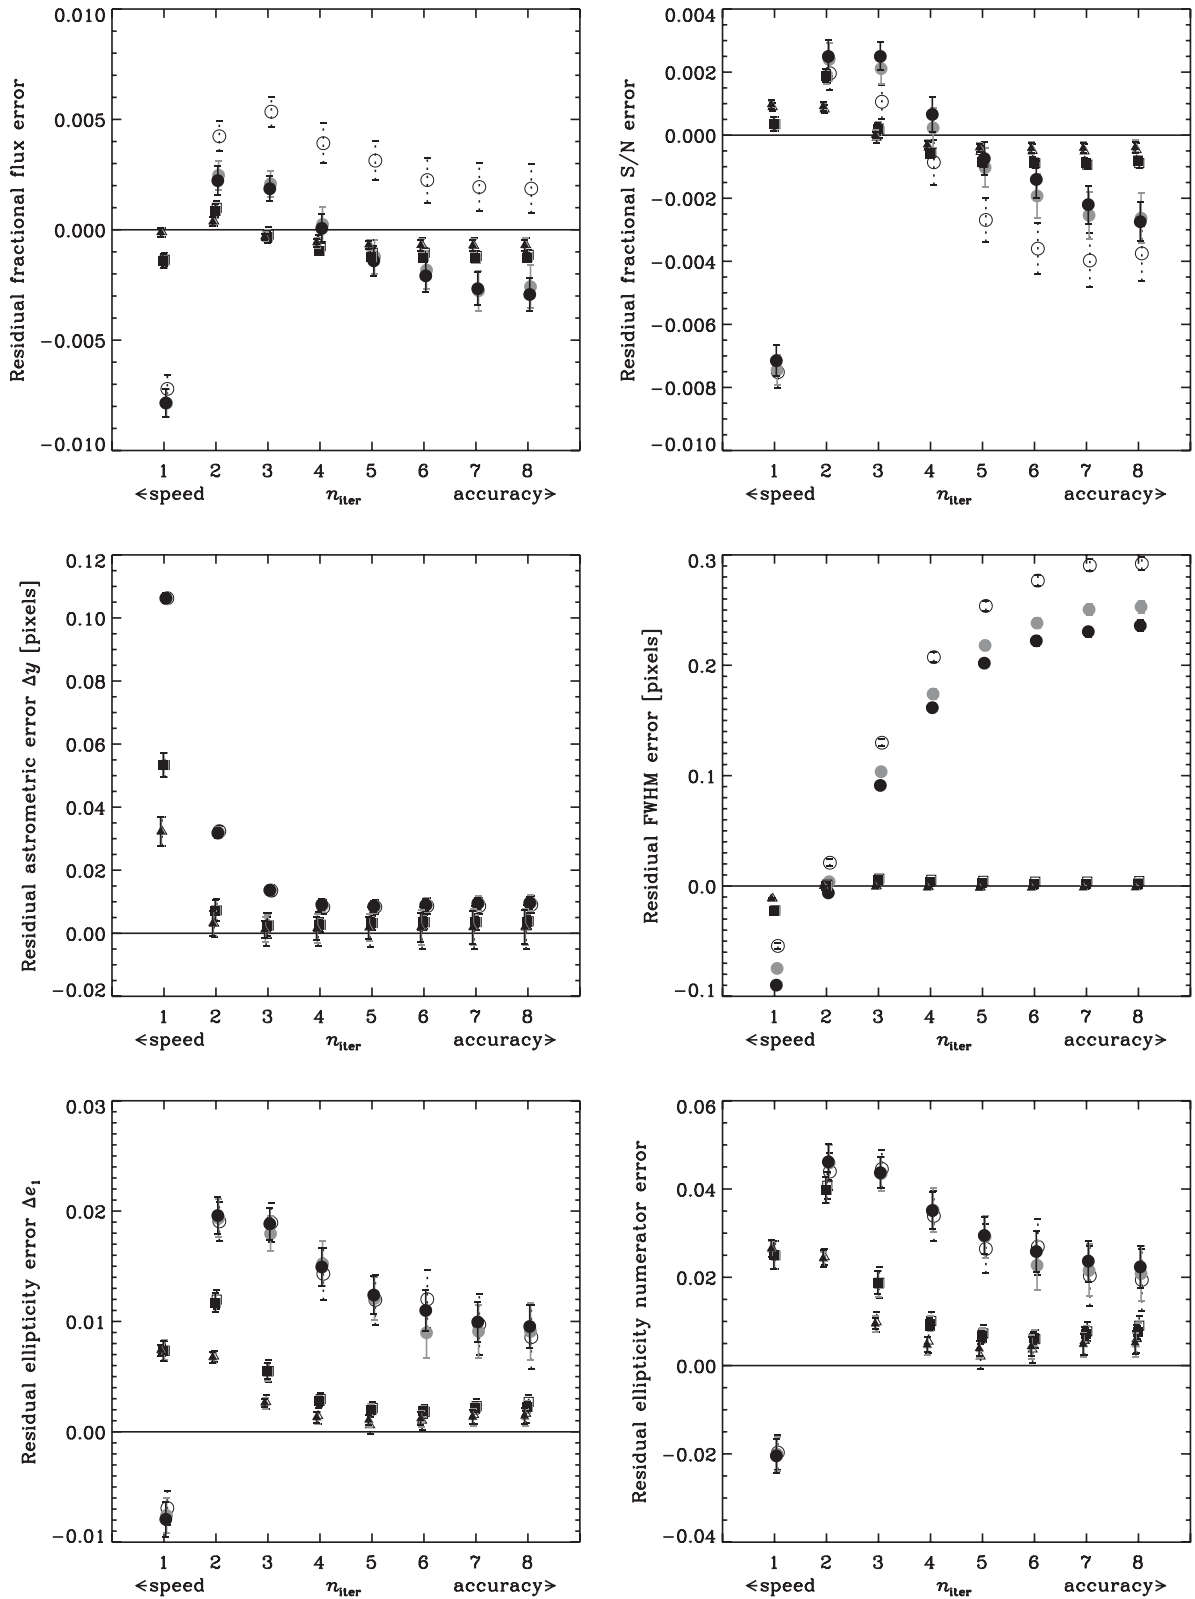 Residiual fractional flux error
0.010
0.005
0.000
−0.005
−0.010
1 2 3 4 5 6 7 8
<speed niter accuracy>
Residiual fractional S/N error
0.004
0.002
0.000
−0.002
−0.004
−0.006
−0.008
−0.010
1 2 3 4 5 6 7 8
<speed niter accuracy>
Residiual astrometric error Δy [pixels]
0.12
0.10
0.08
0.06
0.04
0.02
0.00
−0.02
1 2 3 4 5 6 7 8
<speed niter accuracy>
Residiual FWHM error [pixels]
0.3
0.2
0.1
0.0
−0.1
1 2 3 4 5 6 7 8
<speed niter accuracy>
Residual ellipticity error Δe1
0.03
0.02
0.01
0.00
−0.01
1 2 3 4 5 6 7 8
<speed niter accuracy>
Residual ellipticity numerator error
0.06
0.04
0.02
0.00
−0.02
−0.04
1 2 3 4 5 6 7 8
<speed niter accuracy>